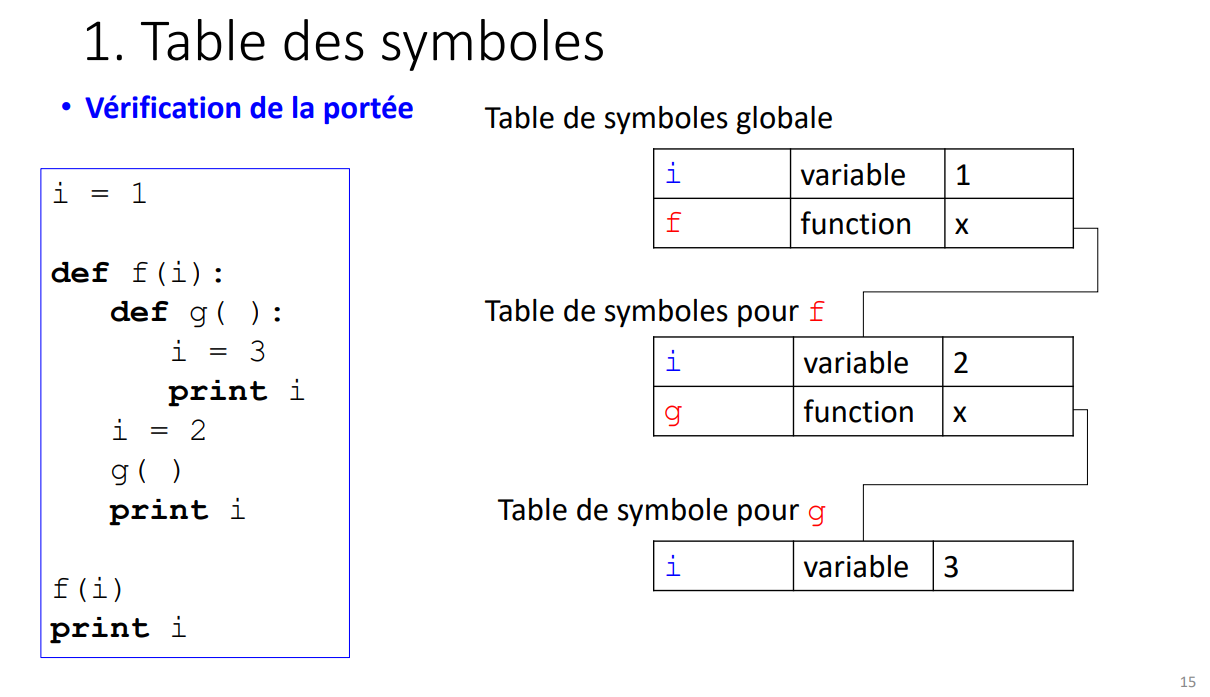 1. Table des symboles
• Vérification de la portée
i = 1
def f(i):
def g( ):
i = 3
print i
i = 2
g( )
print i
f(i)
print i
Table de symboles globale
i variable 1
f function x
Table de symboles pour f
i variable 2
g function x
Table de symbole pour g
i variable 3
15